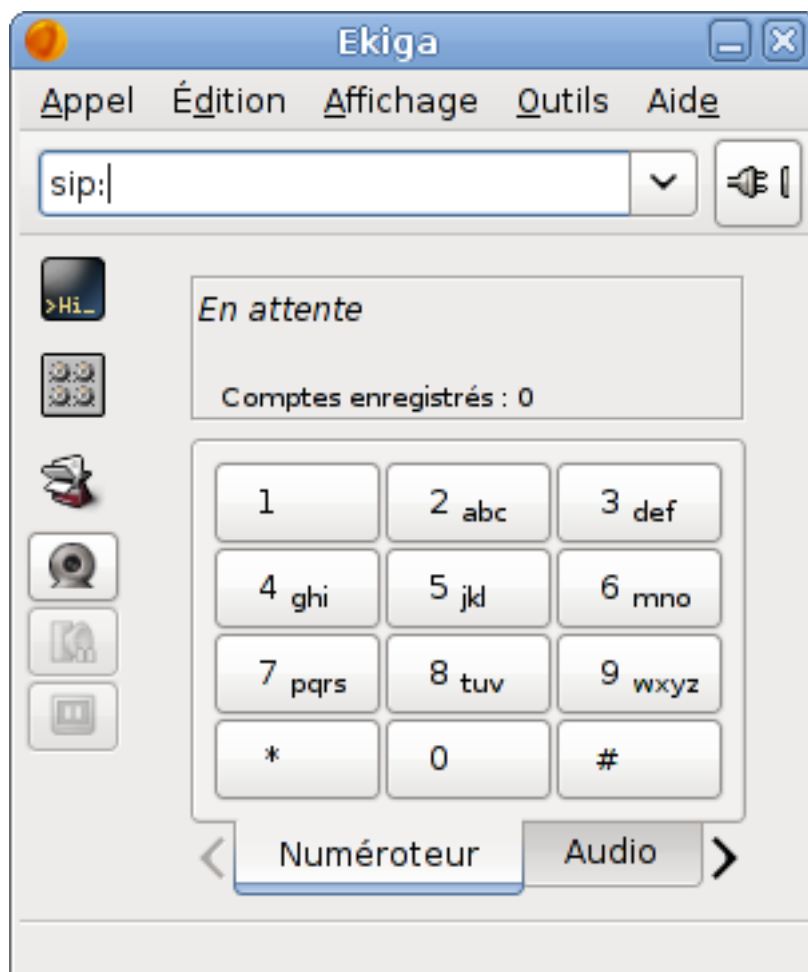 Ekiga
Appel Édition Affichage Outils Aide
sip:
>Hi_
En attente
Comptes enregistrés : 0
1 2 abc 3 def
4 ghi 5 jkl 6 mno
7 pqrs 8 tuv 9 wxyz
* 0 #
Numéroteur Audio